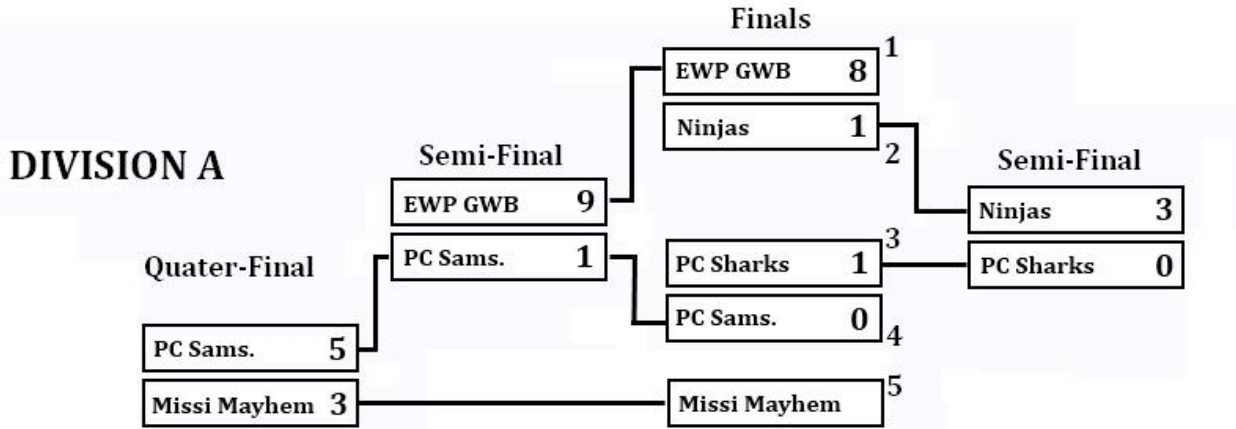 Finals
EWP GWB 8 1
Ninjas 1 2
DIVISION A
Semi-Final
EWP GWB 9
PC Sams. 1
Semi-Final
Ninjas 3
PC Sharks 0
PC Sharks 1 3
PC Sams. 0 4
Quater-Final
PC Sams. 5
Missi Mayhem 3
Missi Mayhem 5